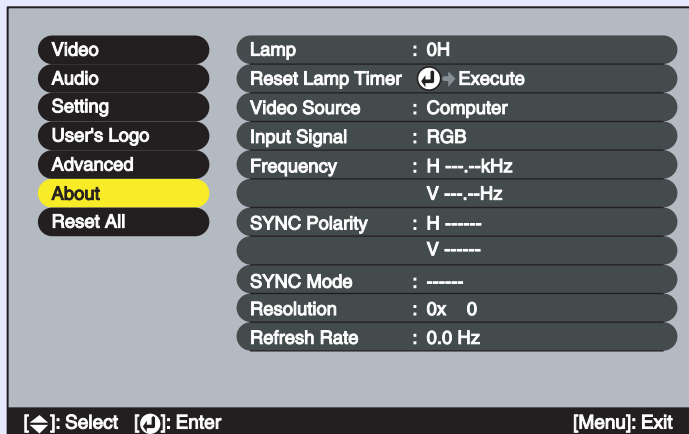 Video
Audio
Setting
User's Logo
Advanced
About
Reset All
Lamp : 0H
Reset Lamp Timer Execute
Video Source : Computer
Input Signal : RGB
Frequency : H ---.--kHz
V ---.--Hz
SYNC Polarity : H ------
V ------
SYNC Mode : ------
Resolution : 0x 0
Refresh Rate : 0.0 Hz
[ ]: Select [ ]: Enter [Menu]: Exit